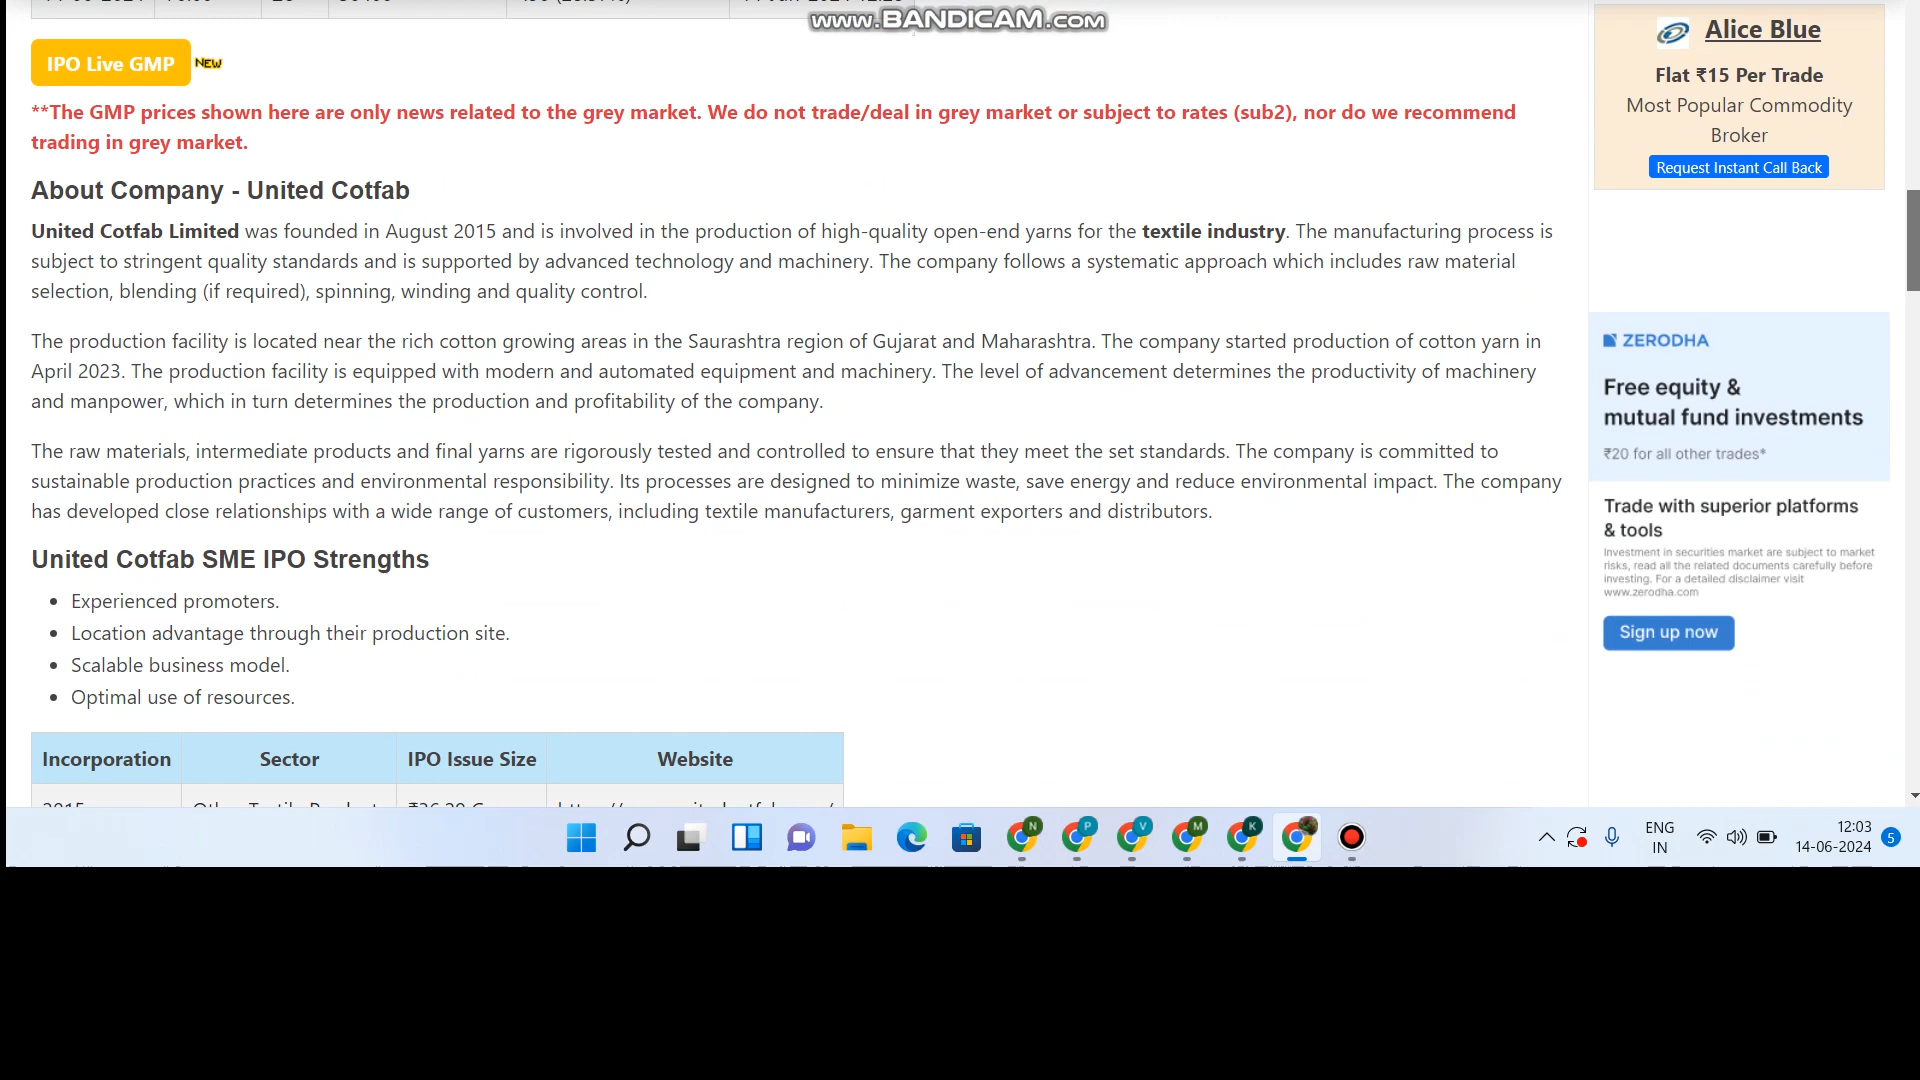 www.BANDICAM.com
IPO Live GMP NEW
**The GMP prices shown here are only news related to the grey market. We do not trade/deal in grey market or subject to rates (sub2), nor do we recommend
trading in grey market.
About Company - United Cotfab
United Cotfab Limited was founded in August 2015 and is involved in the production of high-quality open-end yarns for the textile industry. The manufacturing process is
subject to stringent quality standards and is supported by advanced technology and machinery. The company follows a systematic approach which includes raw material
selection, blending (if required), spinning, winding and quality control.
The production facility is located near the rich cotton growing areas in the Saurashtra region of Gujarat and Maharashtra. The company started production of cotton yarn in
April 2023. The production facility is equipped with modern and automated equipment and machinery. The level of advancement determines the productivity of machinery
and manpower, which in turn determines the production and profitability of the company.
The raw materials, intermediate products and final yarns are rigorously tested and controlled to ensure that they meet the set standards. The company is committed to
sustainable production practices and environmental responsibility. Its processes are designed to minimize waste, save energy and reduce environmental impact. The company
has developed close relationships with a wide range of customers, including textile manufacturers, garment exporters and distributors.
United Cotfab SME IPO Strengths
• Experienced promoters.
• Location advantage through their production site.
• Scalable business model.
• Optimal use of resources.
Incorporation Sector IPO Issue Size Website
Alice Blue
Flat ₹15 Per Trade
Most Popular Commodity
Broker
Request Instant Call Back
ZERODHA
Free equity &
mutual fund investments
₹20 for all other trades*
Trade with superior platforms
& tools
Investment in securities market are subject to market
risks, read all the related documents carefully before
investing. For a detailed disclaimer visit
www.zerodha.com
Sign up now
N P V M K
ENG
IN
12:03
14-06-2024
5